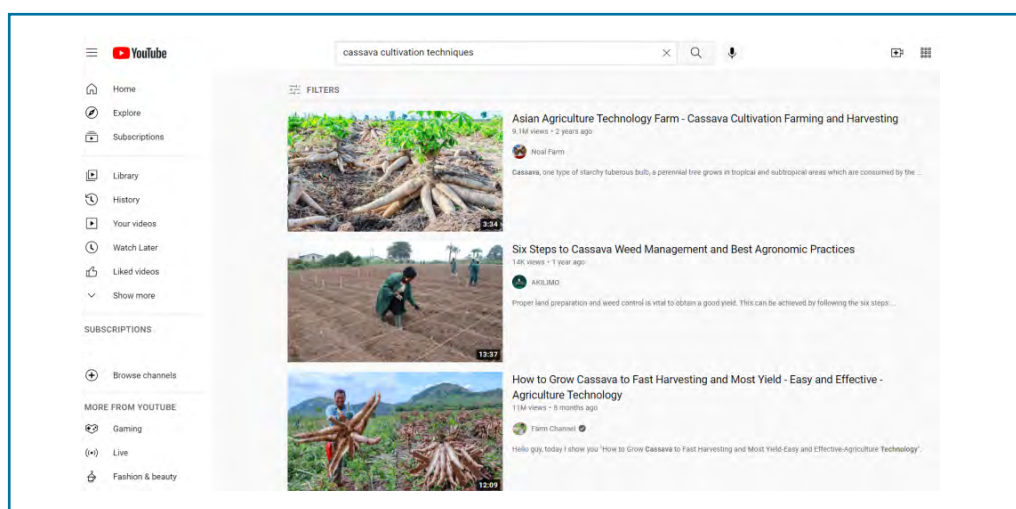 YouTube
cassava cultivation techniques
Home
Explore
Subscriptions
Library
History
Your videos
Watch Later
Liked videos
Show more
SUBSCRIPTIONS
Browse channels
MORE FROM YOUTUBE
Gaming
Live
Fashion & beauty
FILTERS
3:34
Asian Agriculture Technology Farm - Cassava Cultivation Farming and Harvesting
9.1M views • 2 years ago
Noal Farm
Cassava, one type of starchy tuberous bulb, a perennial tree grows in tropical and subtropical areas which are consumed by the ...
13:37
Six Steps to Cassava Weed Management and Best Agronomic Practices
14K views • 1 year ago
AKILIMO
Proper land preparation and weed control is vital to obtain a good yield. This can be achieved by following the six steps: ...
12:09
How to Grow Cassava to Fast Harvesting and Most Yield - Easy and Effective -
Agriculture Technology
11M views • 8 months ago
Farm Channel
Hello guy, today I show you "How to Grow Cassava to Fast Harvesting and Most Yield-Easy and Effective-Agriculture Technology".